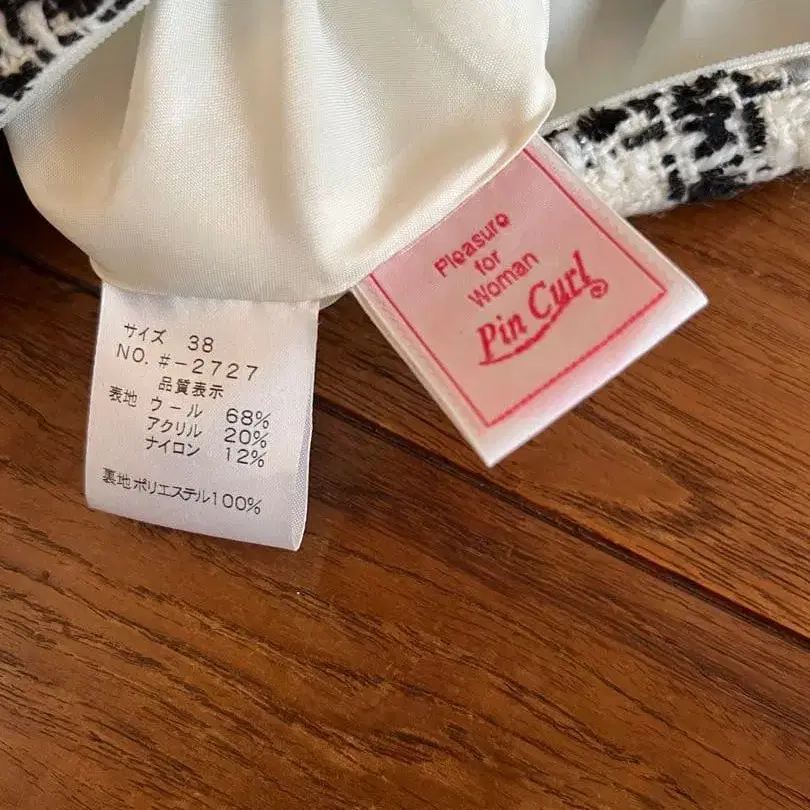 サイズ 38
NO. #-2727
品質表示
表地 ウール 68%
アクリル 20%
ナイロン 12%
裏地ポリエステル100%
Pleasure
for
Woman
Pin Curl®